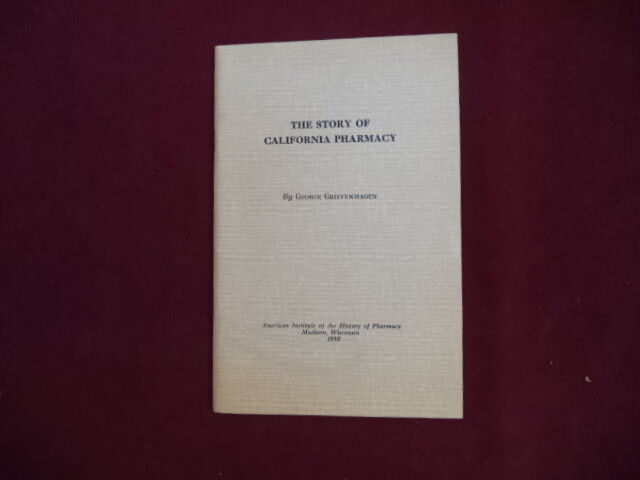 THE STORY OF
CALIFORNIA PHARMACY
By GEORGE GRIFFENHAGEN
American Institute of the History of Pharmacy
Madison, Wisconsin
1950